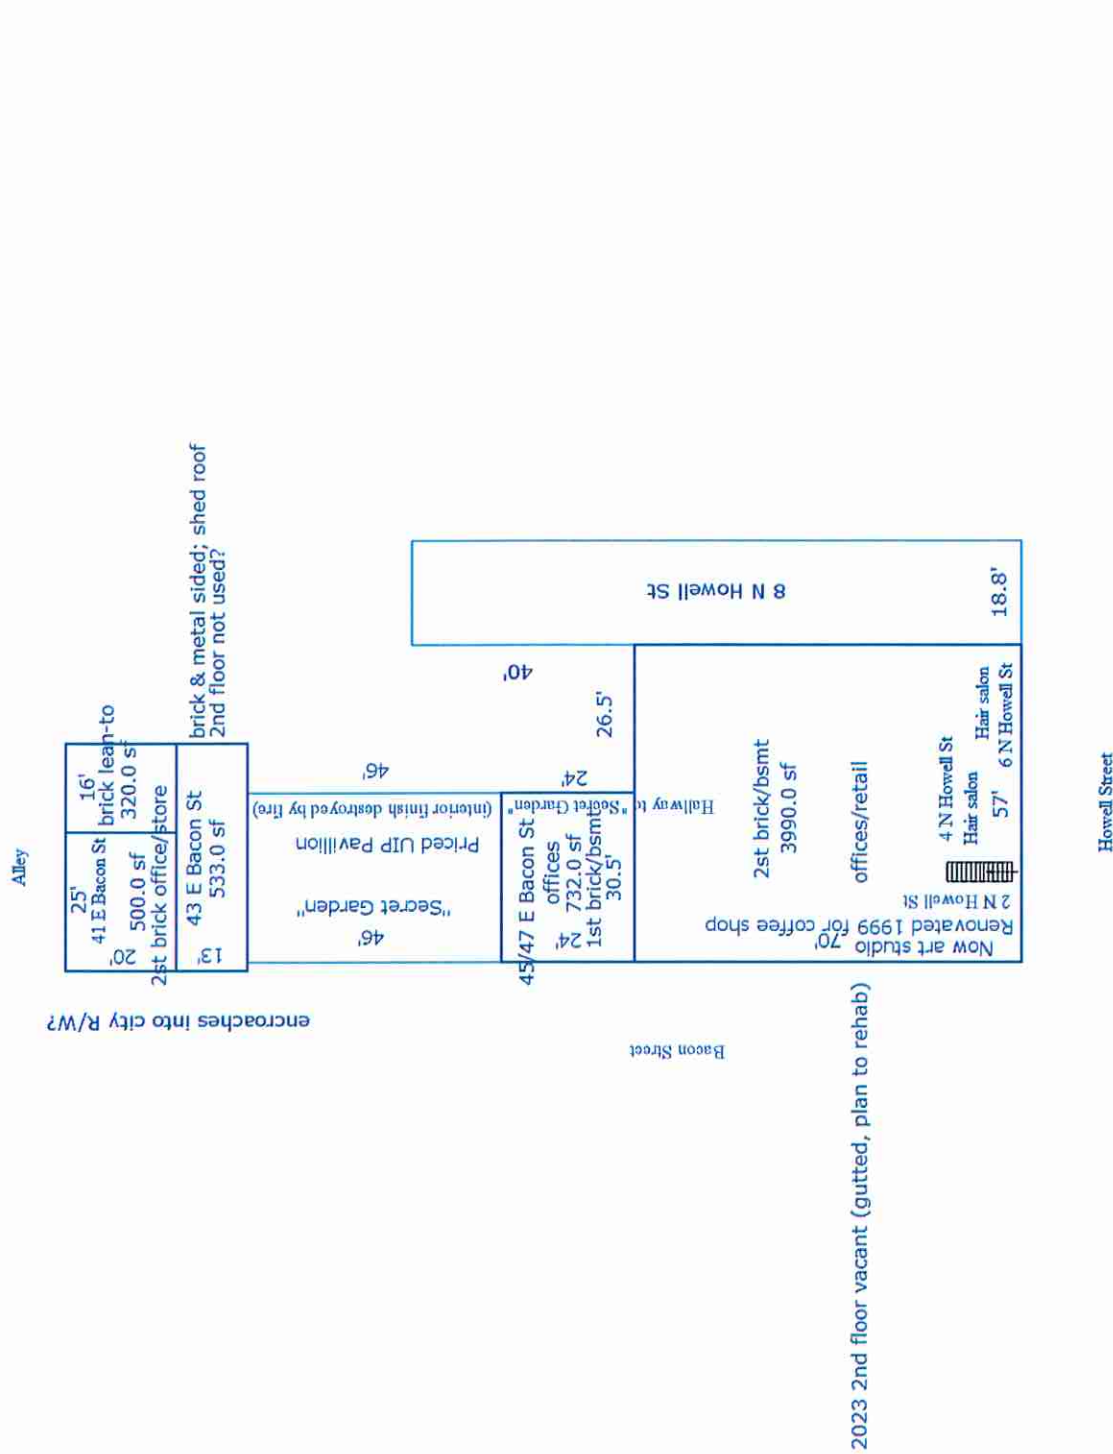 Alley
25'
41 E Bacon St
20'
500.0 sf
2st brick office/store
16'
brick lean-to
320.0 sf
13'
43 E Bacon St
533.0 sf
brick & metal sided; shed roof
2nd floor not used?
encroaches into city R/W?
46'
"Secret Garden"
Priced UIP Pavillion
(interior finish destroyed by fire)
46'
45/47 E Bacon St.
offices
24'
732.0 sf
1st brick/bsmt
30.5'
"Secret Garden"
Hallway to
24'
26.5'
40'
8 N Howell St
18.8'
Bacon Street
2st brick/bsmt
3990.0 sf
offices/retail
70'
Now art studio
Renovated 1999 for coffee shop
2 N Howell St
4 N Howell St
Hair salon
57'
Hair salon
6 N Howell St
2023 2nd floor vacant (gutted, plan to rehab)
Howell Street